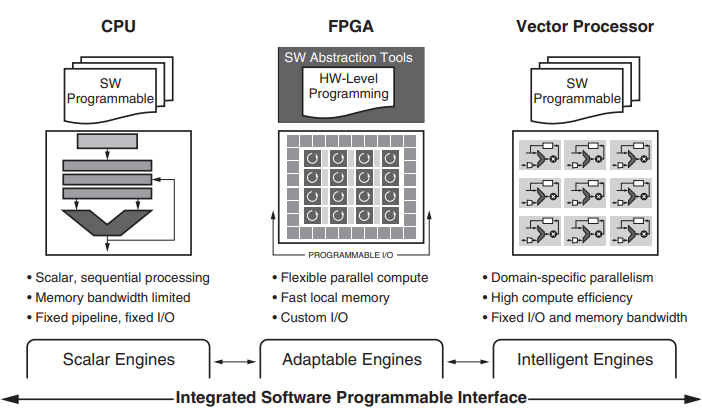 CPU
SW
Programmable
• Scalar, sequential processing
• Memory bandwidth limited
• Fixed pipeline, fixed I/O
Scalar Engines
FPGA
SW Abstraction Tools
HW-Level
Programming
PROGRAMMABLE I/O
• Flexible parallel compute
• Fast local memory
• Custom I/O
Adaptable Engines
Vector Processor
SW
Programmable
• Domain-specific parallelism
• High compute efficiency
• Fixed I/O and memory bandwidth
Intelligent Engines
Integrated Software Programmable Interface